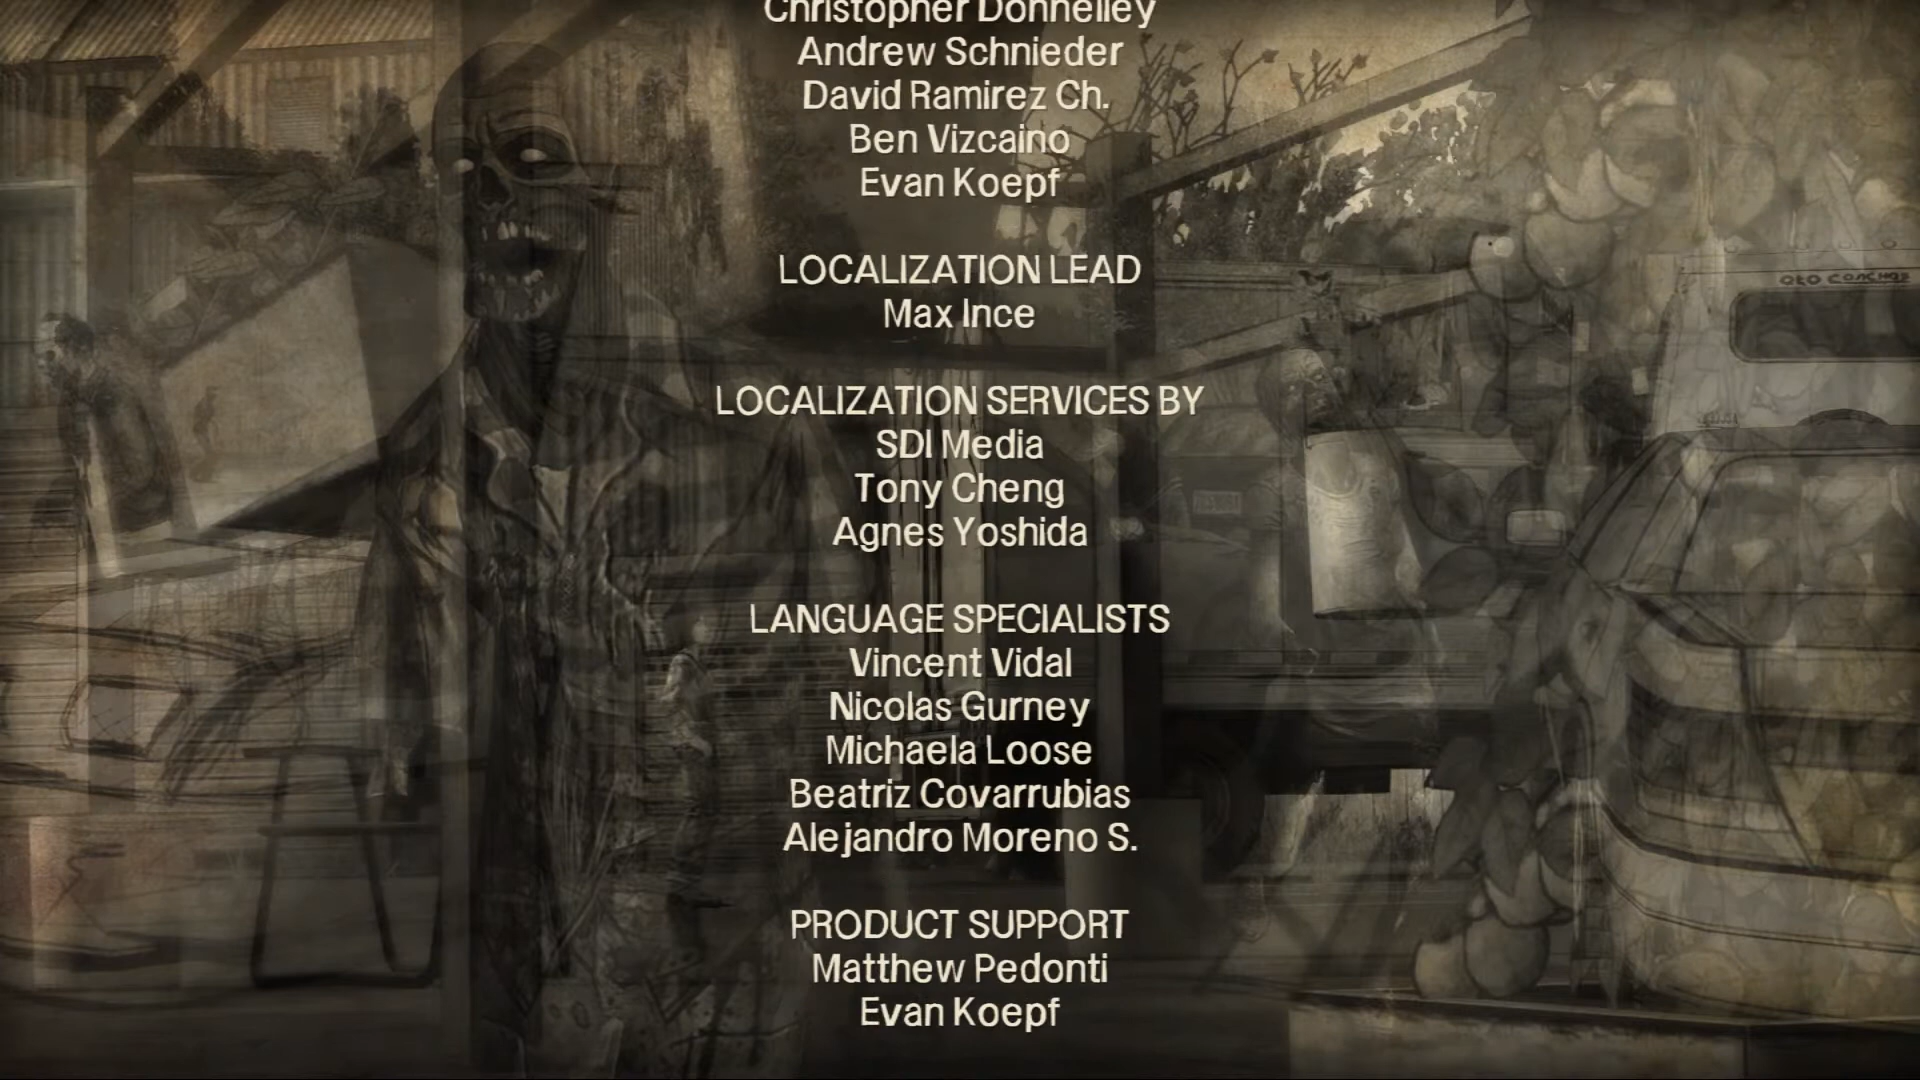 Christopher Donnelley
Andrew Schnieder
David Ramirez Ch.
Ben Vizcaino
Evan Koepf
LOCALIZATION LEAD
Max Ince
LOCALIZATION SERVICES BY
SDI Media
Tony Cheng
Agnes Yoshida
LANGUAGE SPECIALISTS
Vincent Vidal
Nicolas Gurney
Michaela Loose
Beatriz Covarrubias
Alejandro Moreno S.
PRODUCT SUPPORT
Matthew Pedonti
Evan Koepf